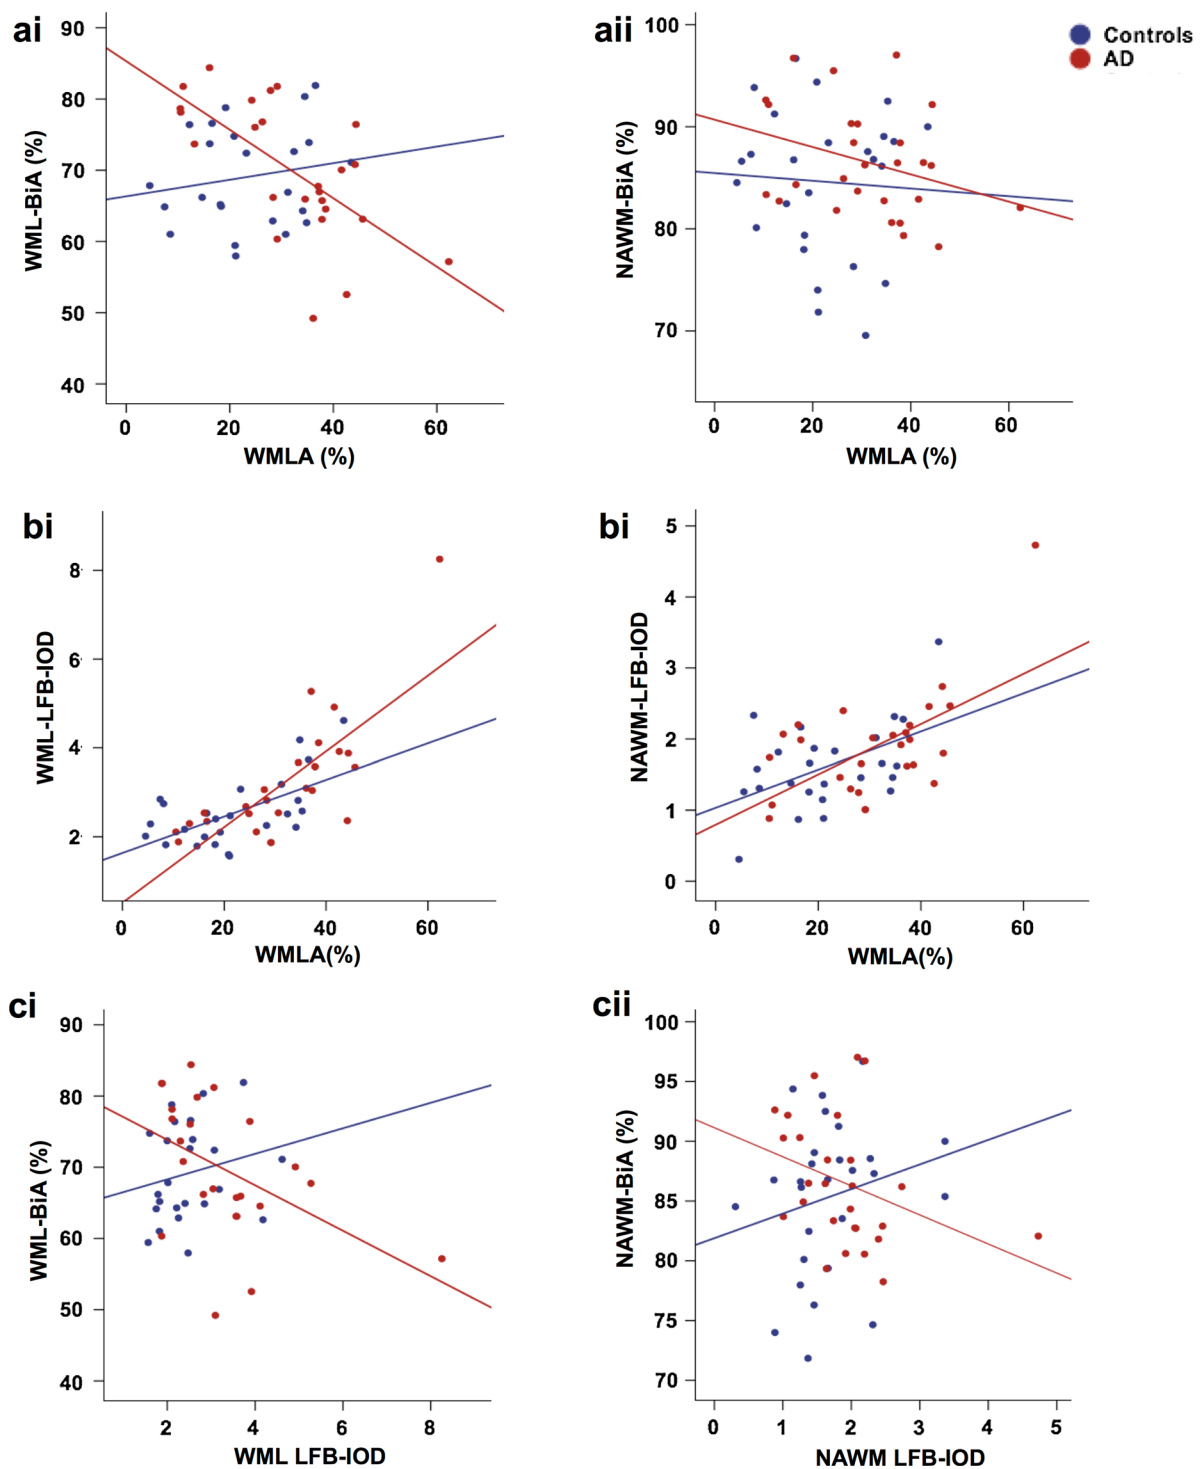 ai
90
80
70
60
50
40
0 20 40 60
WML-BiA (%)
WMLA (%)
aii
100
90
80
70
0 20 40 60
NAWM-BiA (%)
WMLA (%)
Controls
AD
bi
8
6
4
2
0 20 40 60
WML-LFB-IOD
WMLA(%)
bi
5
4
3
2
1
0
0 20 40 60
NAWM-LFB-IOD
WMLA(%)
ci
90
80
70
60
50
40
2 4 6 8
WML-BiA (%)
WML LFB-IOD
cii
100
95
90
85
80
75
70
0 1 2 3 4 5
NAWM-BiA (%)
NAWM LFB-IOD